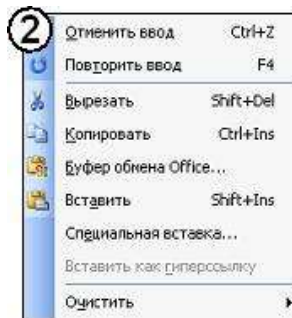 2
Отменить ввод Ctrl+Z
Повторить ввод F4
Вырезать Shift+Del
Копировать Ctrl+Ins
Буфер обмена Office...
Вставить Shift+Ins
Специальная вставка...
Вставить как гиперссылку
Очистить